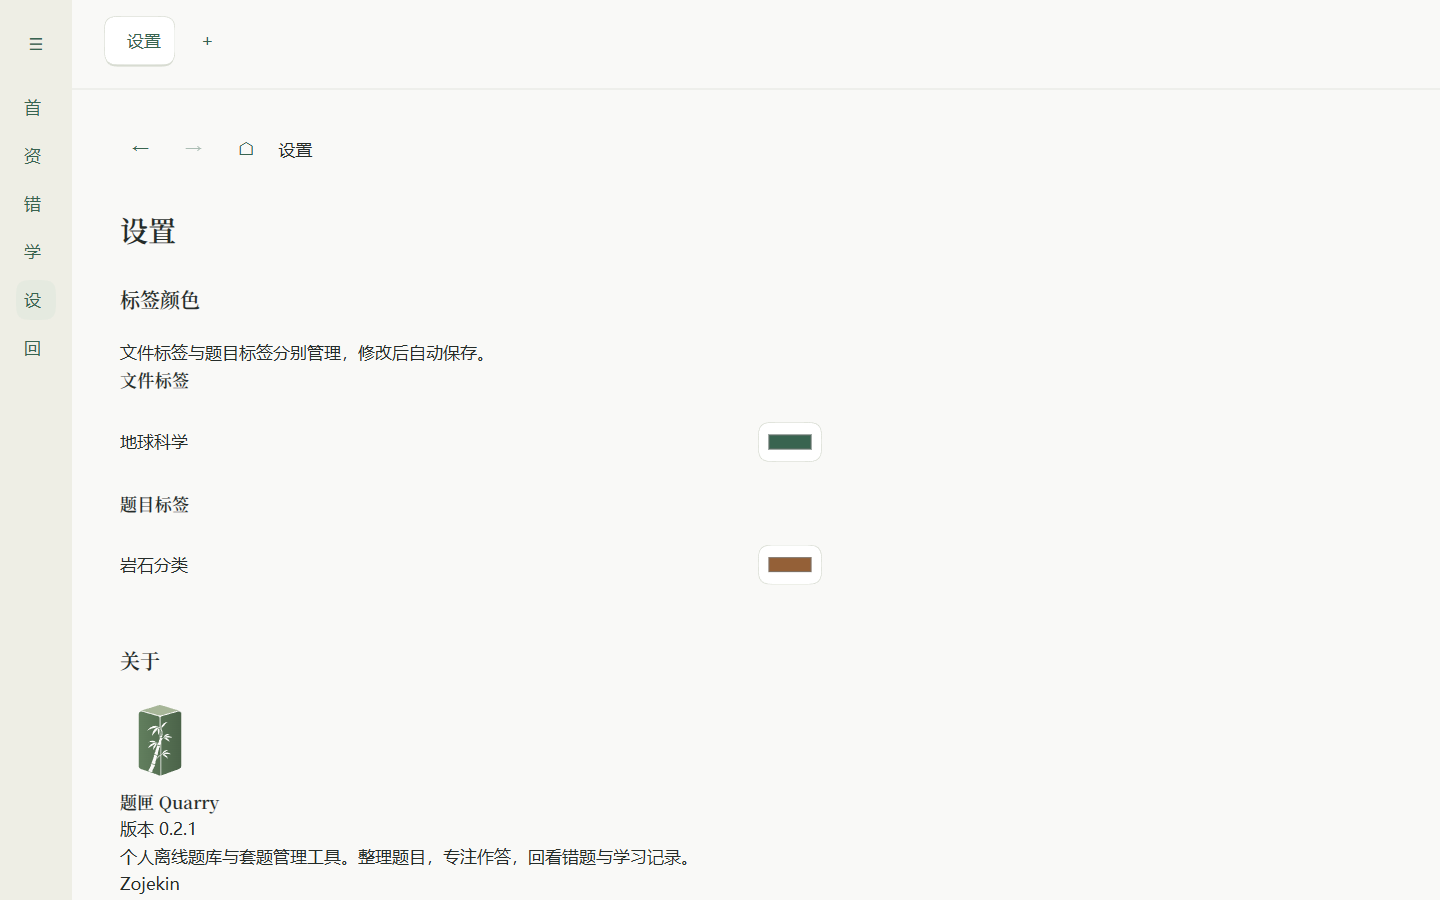 ☰
首
资
错
学
设
回
设置 +
← → ⌂ 设置
设置
标签颜色
文件标签与题目标签分别管理，修改后自动保存。
文件标签
地球科学
题目标签
岩石分类
关于
题匣 Quarry
版本 0.2.1
个人离线题库与套题管理工具。整理题目，专注作答，回看错题与学习记录。
Zojekin